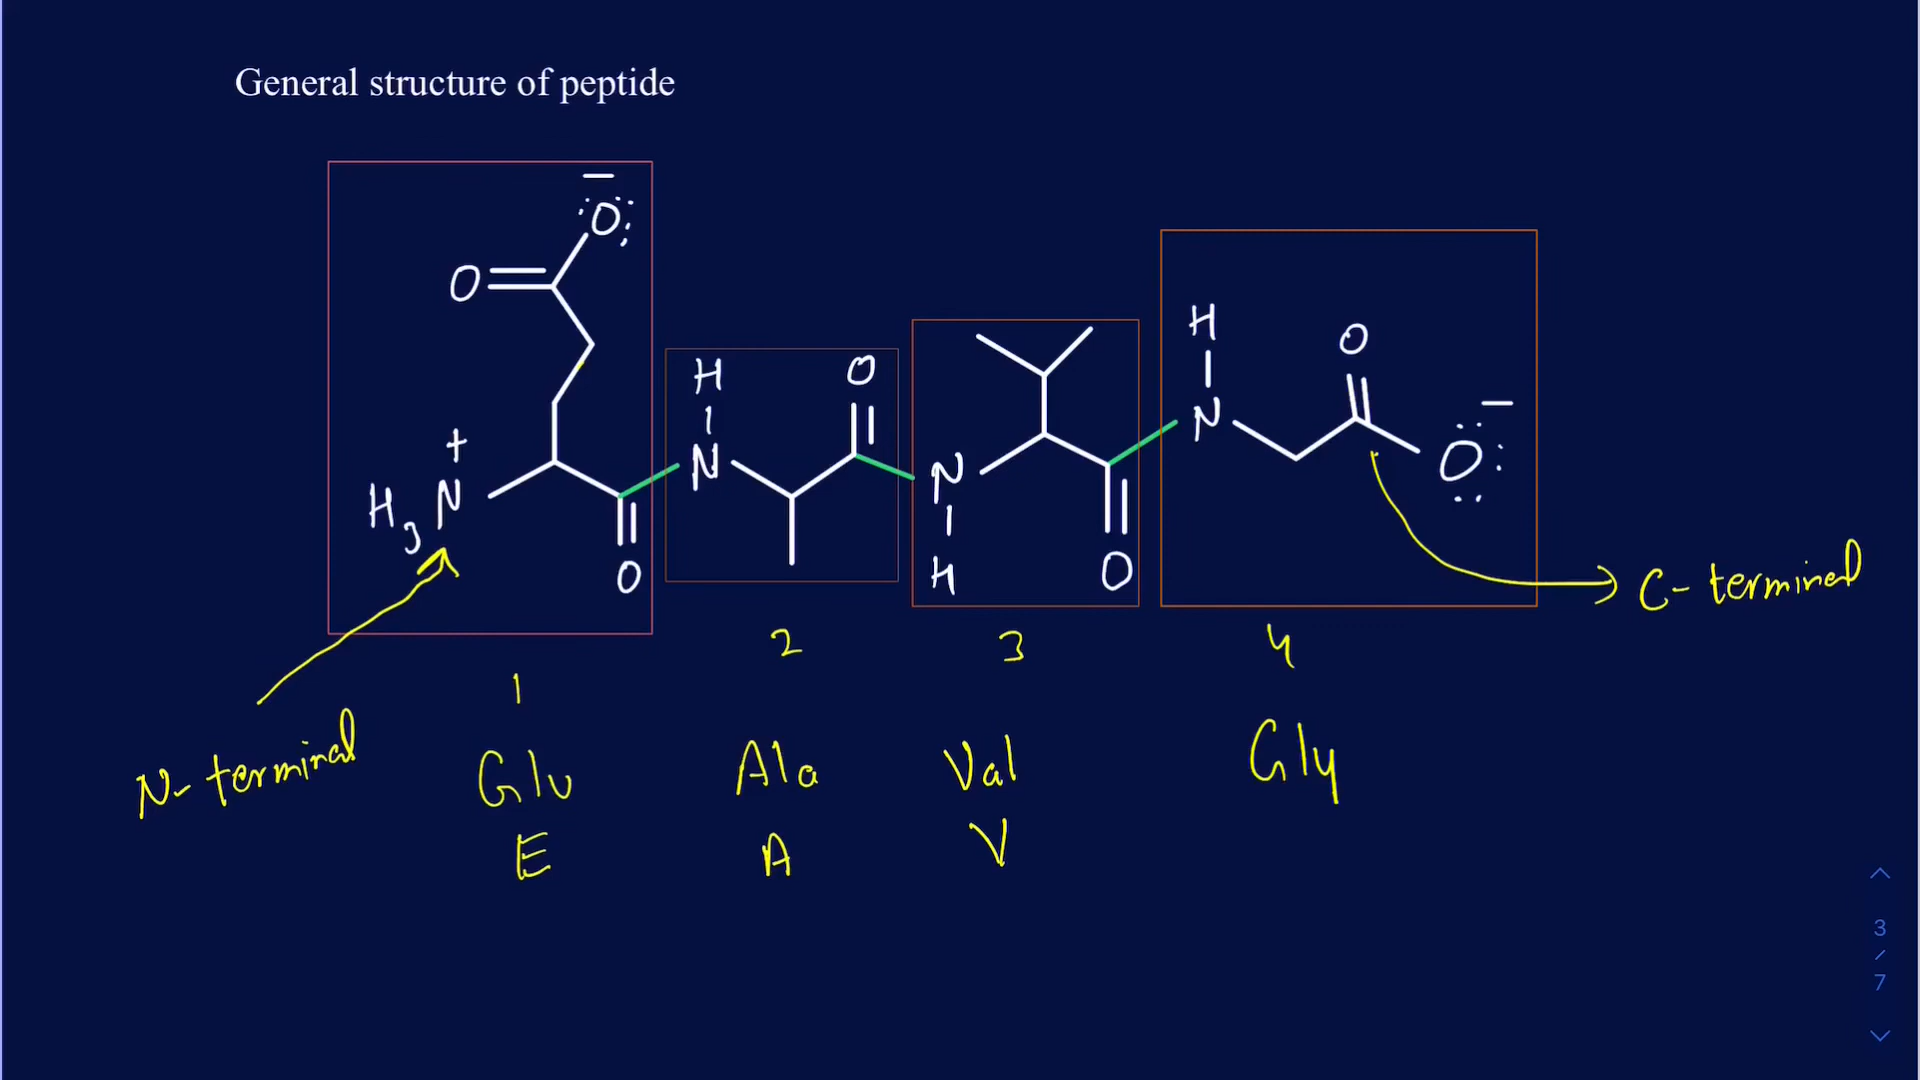 General structure of peptide
O
O
H
O
H
O
H
N
O
H3N+
N
N
O
O
H
O
C-terminal
2
3
4
1
N-terminal
Glu
Ala
Val
Gly
E
A
V
3
/
7